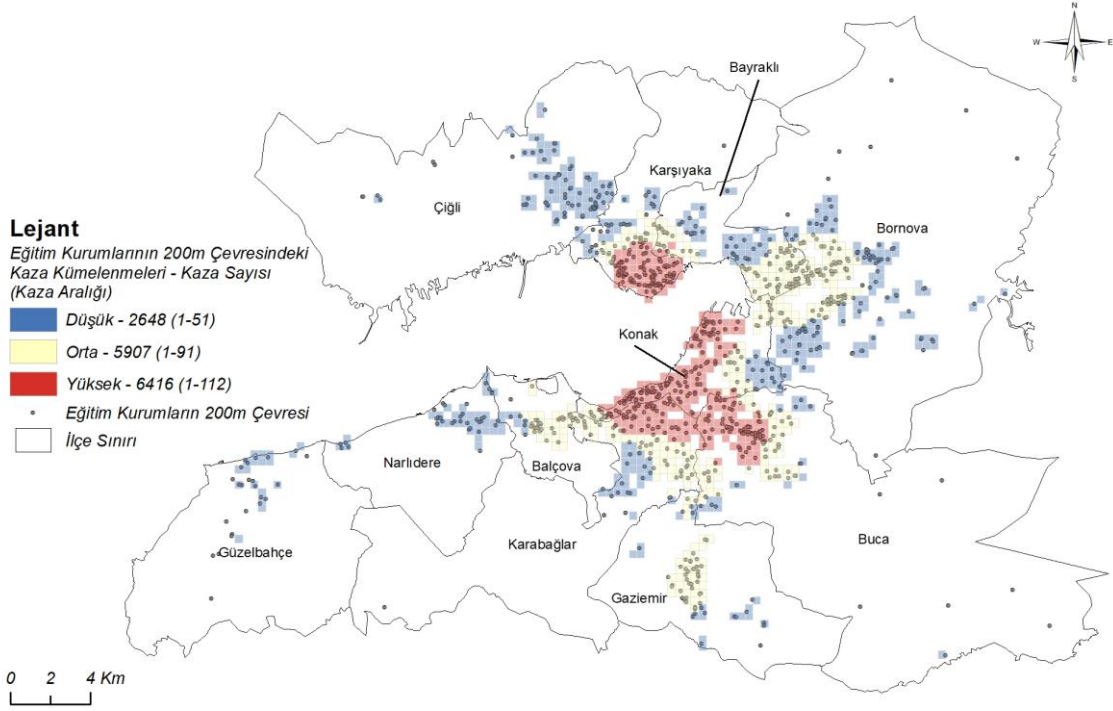 N
W
E
S
Bayraklı
Karşıyaka
Çiğli
Bornova
Lejant
Eğitim Kurumlarının 200m Çevresindeki
Kaza Kümelenmeleri - Kaza Sayısı
(Kaza Aralığı)
Düşük - 2648 (1-51)
Orta - 5907 (1-91)
Yüksek - 6416 (1-112)
Eğitim Kurumların 200m Çevresi
İlçe Sınırı
Konak
Narlıdere
Balçova
Güzelbahçe
Karabağlar
Buca
Gaziemir
0 2 4 Km